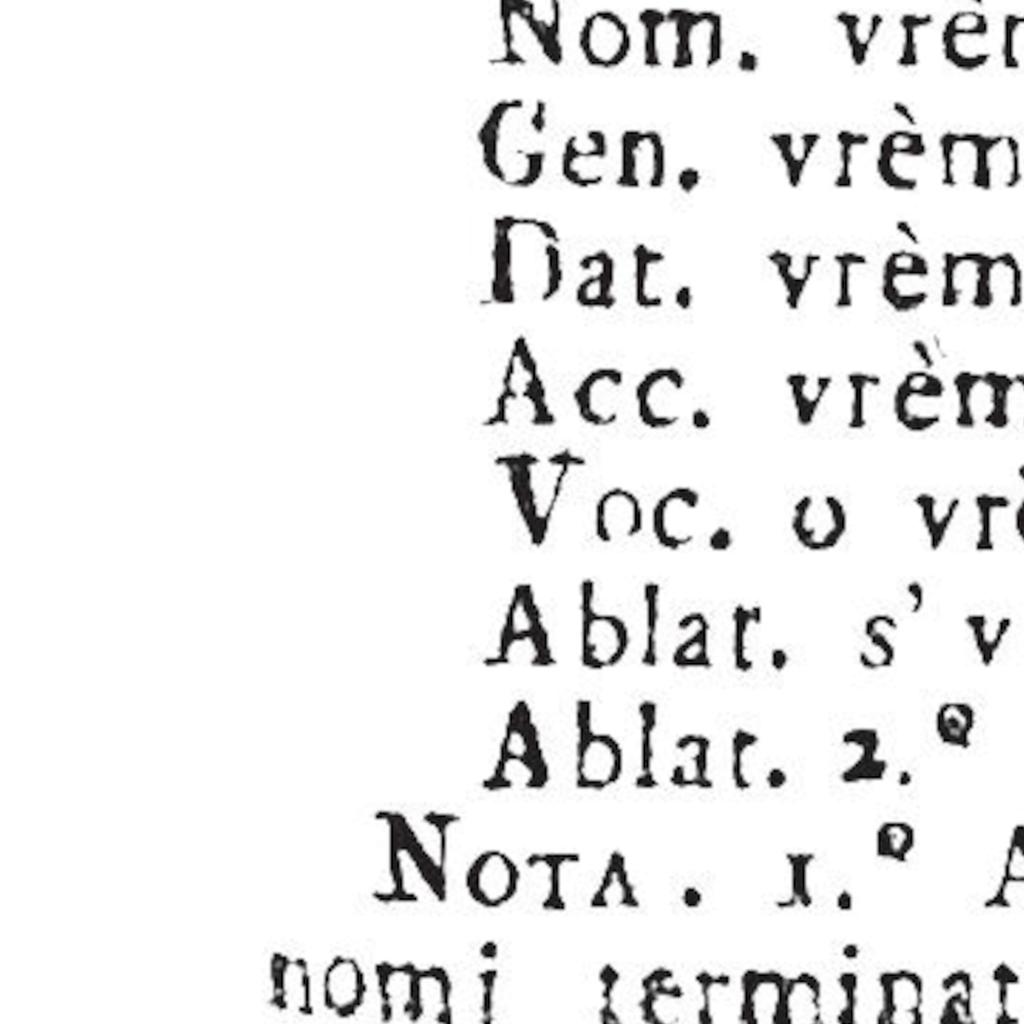 Nom. vrèm
Gen. vrèm
Dat. vrèm
Acc. vrèm
Voc. o vrè
Ablat. s' v
Ablat. 2.º
NOTA. 1.º A
nomi terminat